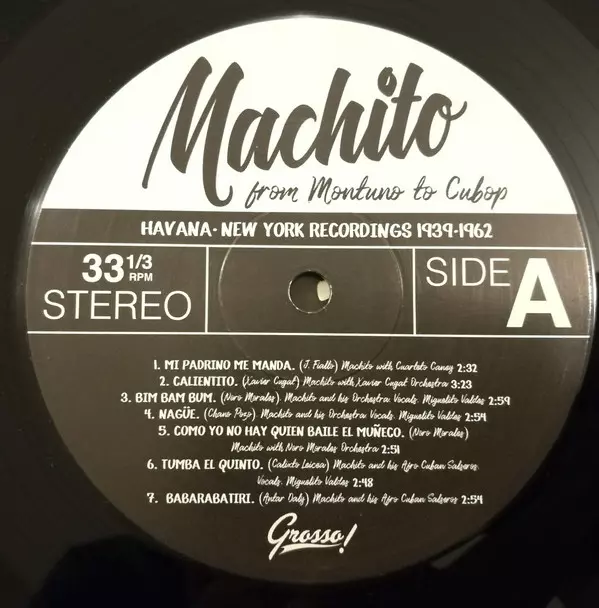 Machito
from Montuno to Cubop
HAVANA- NEW YORK RECORDINGS 1939-1962
33 1/3 RPM
STEREO
SIDE A
1. MI PADRINO ME MANDA. (J. Fiallo) Machito with Cuarteto Caney 2:32
2. CALIENTITO. (Xavier Cugat) Machito with Xavier Cugat Orchestra 3:23
3. BIM BAM BUM. (Noro Morales). Machito and his Orchestra Vocals. Miguelito Valdes 2:59
4. NAGÜE. (Chano Pozo). Machito and his Orchestra Vocals. Miguelito Valdes 2:54
5. COMO YO NO HAY QUIEN BAILE EL MUÑECO. (Noro Morales)
Machito with Noro Morales Orchestra 2:51
6. TUMBA EL QUINTO. (Calixto Leicea) Machito and his Afro Cuban Salseros
Vocals. Miguelito Valdes 2:48
7. BABARABATIRI. (Antar Daly) Machito and his Afro Cuban Salseros 2:54
Grosso!